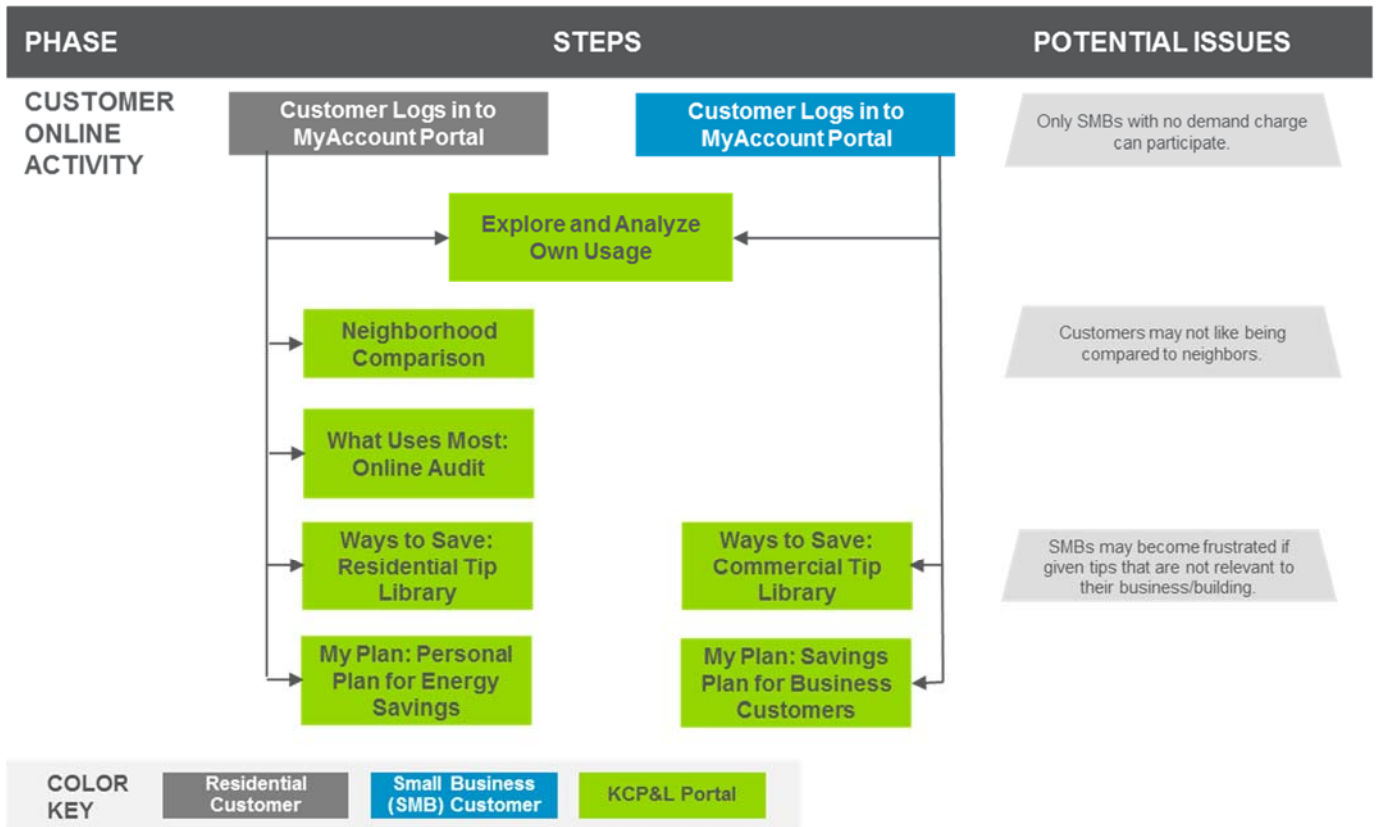 PHASE
STEPS
POTENTIAL ISSUES
CUSTOMER
ONLINE
ACTIVITY
Customer Logs in to
MyAccount Portal
Customer Logs in to
MyAccount Portal
Only SMBs with no demand charge
can participate.
Explore and Analyze
Own Usage
Neighborhood
Comparison
Customers may not like being
compared to neighbors.
What Uses Most:
Online Audit
Ways to Save:
Residential Tip
Library
Ways to Save:
Commercial Tip
Library
SMBs may become frustrated if
given tips that are not relevant to
their business/building.
My Plan: Personal
Plan for Energy
Savings
My Plan: Savings
Plan for Business
Customers
COLOR
KEY
Residential
Customer
Small Business
(SMB) Customer
KCP&L Portal